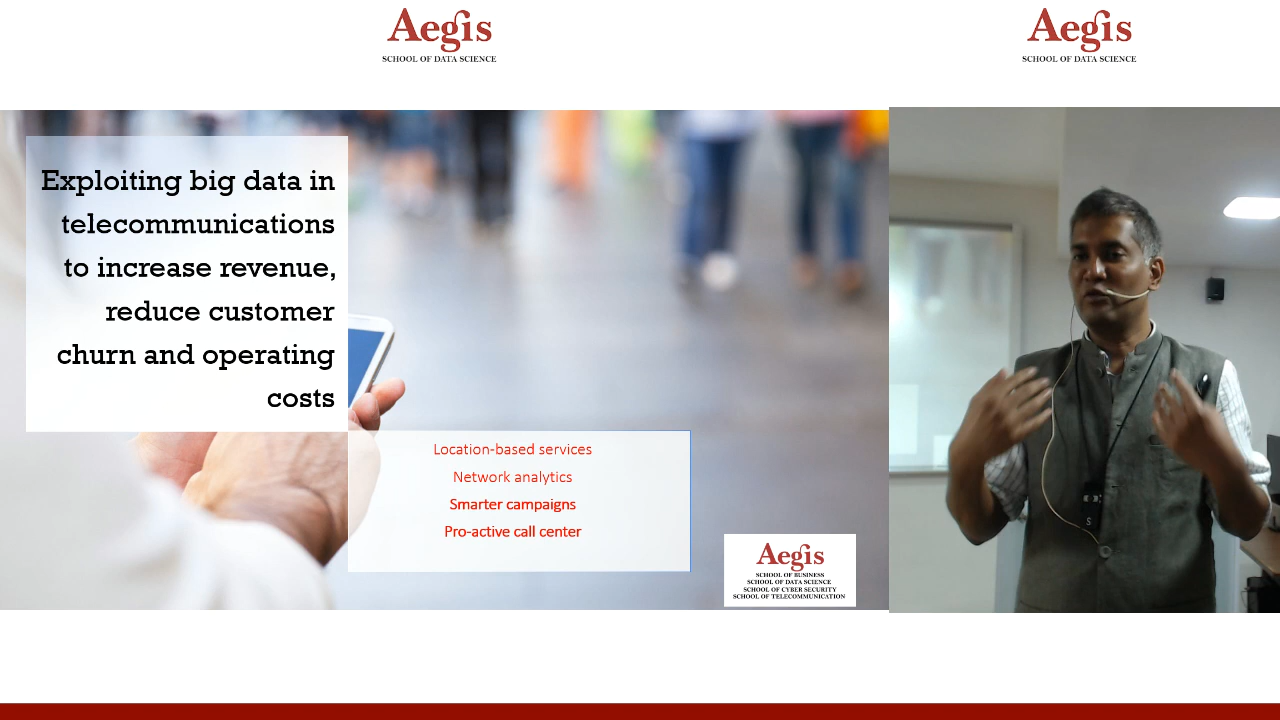 Aegis
SCHOOL OF DATA SCIENCE
Aegis
SCHOOL OF DATA SCIENCE
Exploiting big data in
telecommunications
to increase revenue,
reduce customer
churn and operating
costs
Location-based services
Network analytics
Smarter campaigns
Pro-active call center
Aegis
SCHOOL OF BUSINESS
SCHOOL OF DATA SCIENCE
SCHOOL OF CYBER SECURITY
SCHOOL OF TELECOMMUNICATION
S